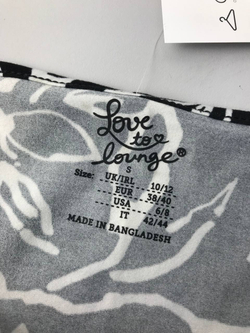 Love
to
lounge®
S
Size: UK/IRL 10/12
EUR 38/40
USA 6/8
IT 42/44
MADE IN BANGLADESH